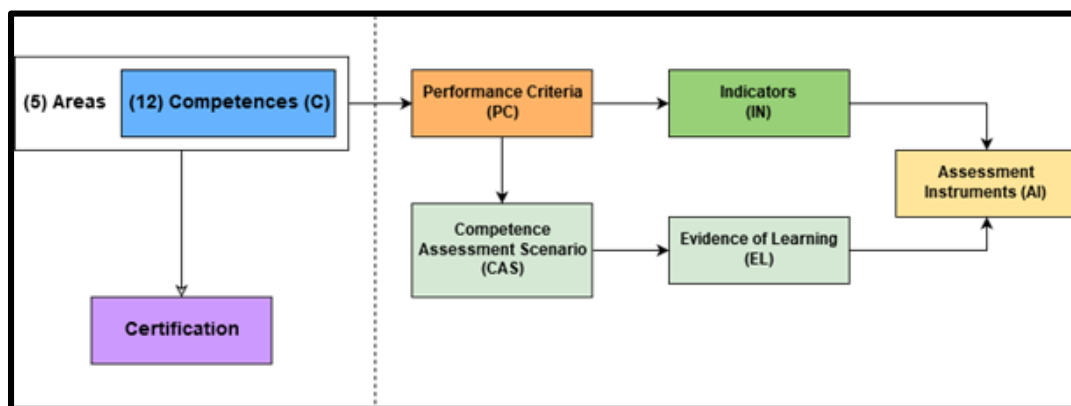 (5) Areas
(12) Competences (C)
Certification
Performance Criteria
(PC)
Indicators
(IN)
Competence
Assessment Scenario
(CAS)
Evidence of Learning
(EL)
Assessment
Instruments (AI)